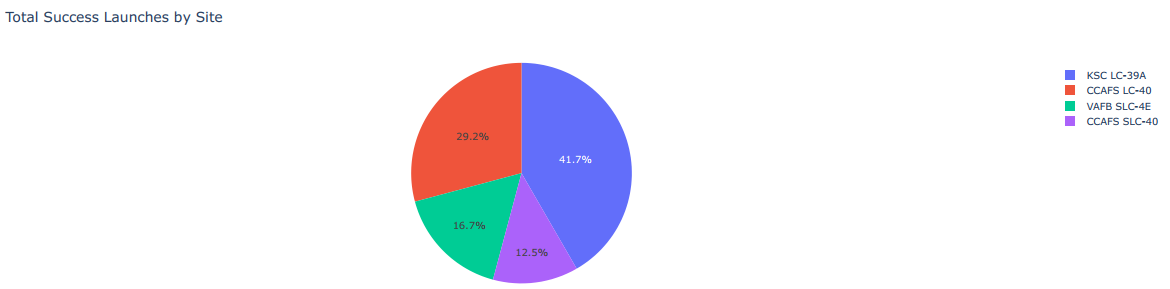 Total Success Launches by Site
KSC LC-39A
CCAFS LC-40
VAFB SLC-4E
CCAFS SLC-40
29.2%
41.7%
16.7%
12.5%